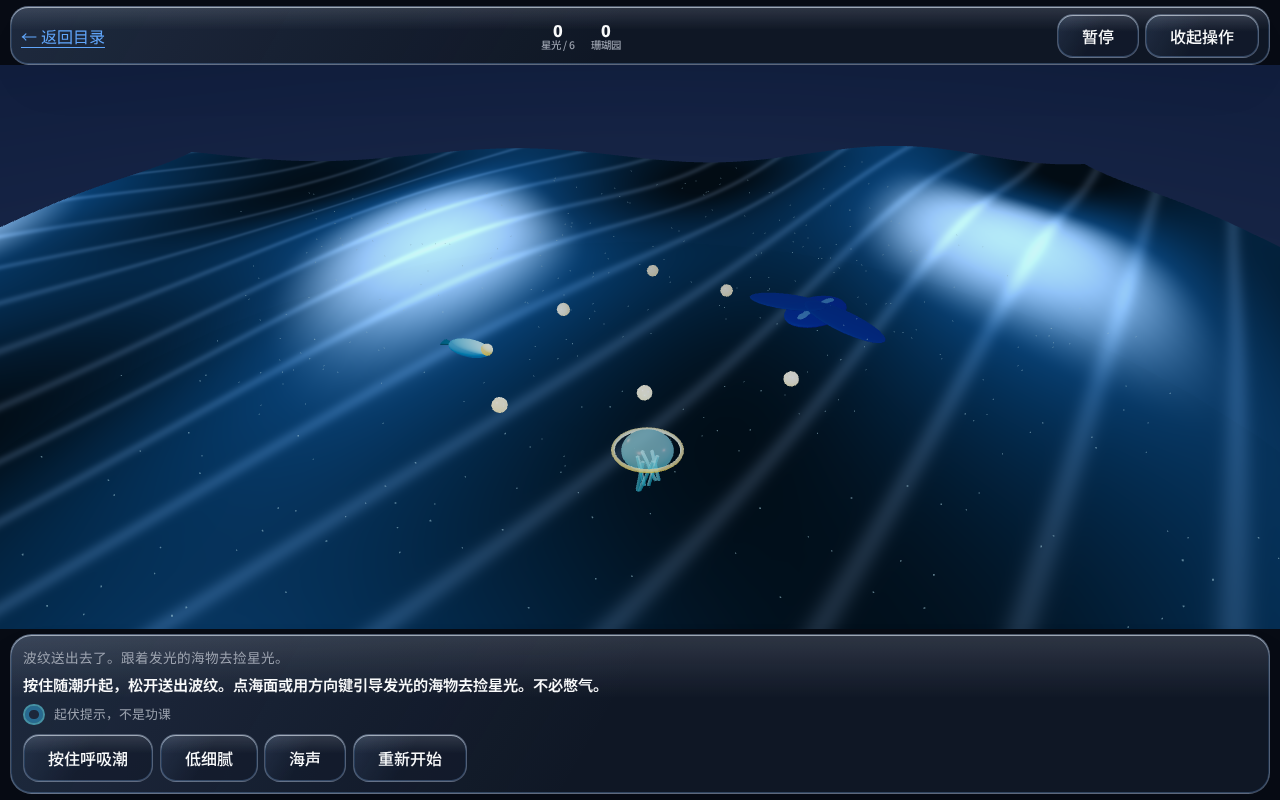 ← 返回目录
0 0
星光 / 6 珊瑚园
暂停 收起操作
波纹送出去了。跟着发光的海物去捡星光。
按住随潮升起，松开送出波纹。点海面或用方向键引导发光的海物去捡星光。不必憋气。
起伏提示，不是功课
按住呼吸潮 低细腻 海声 重新开始